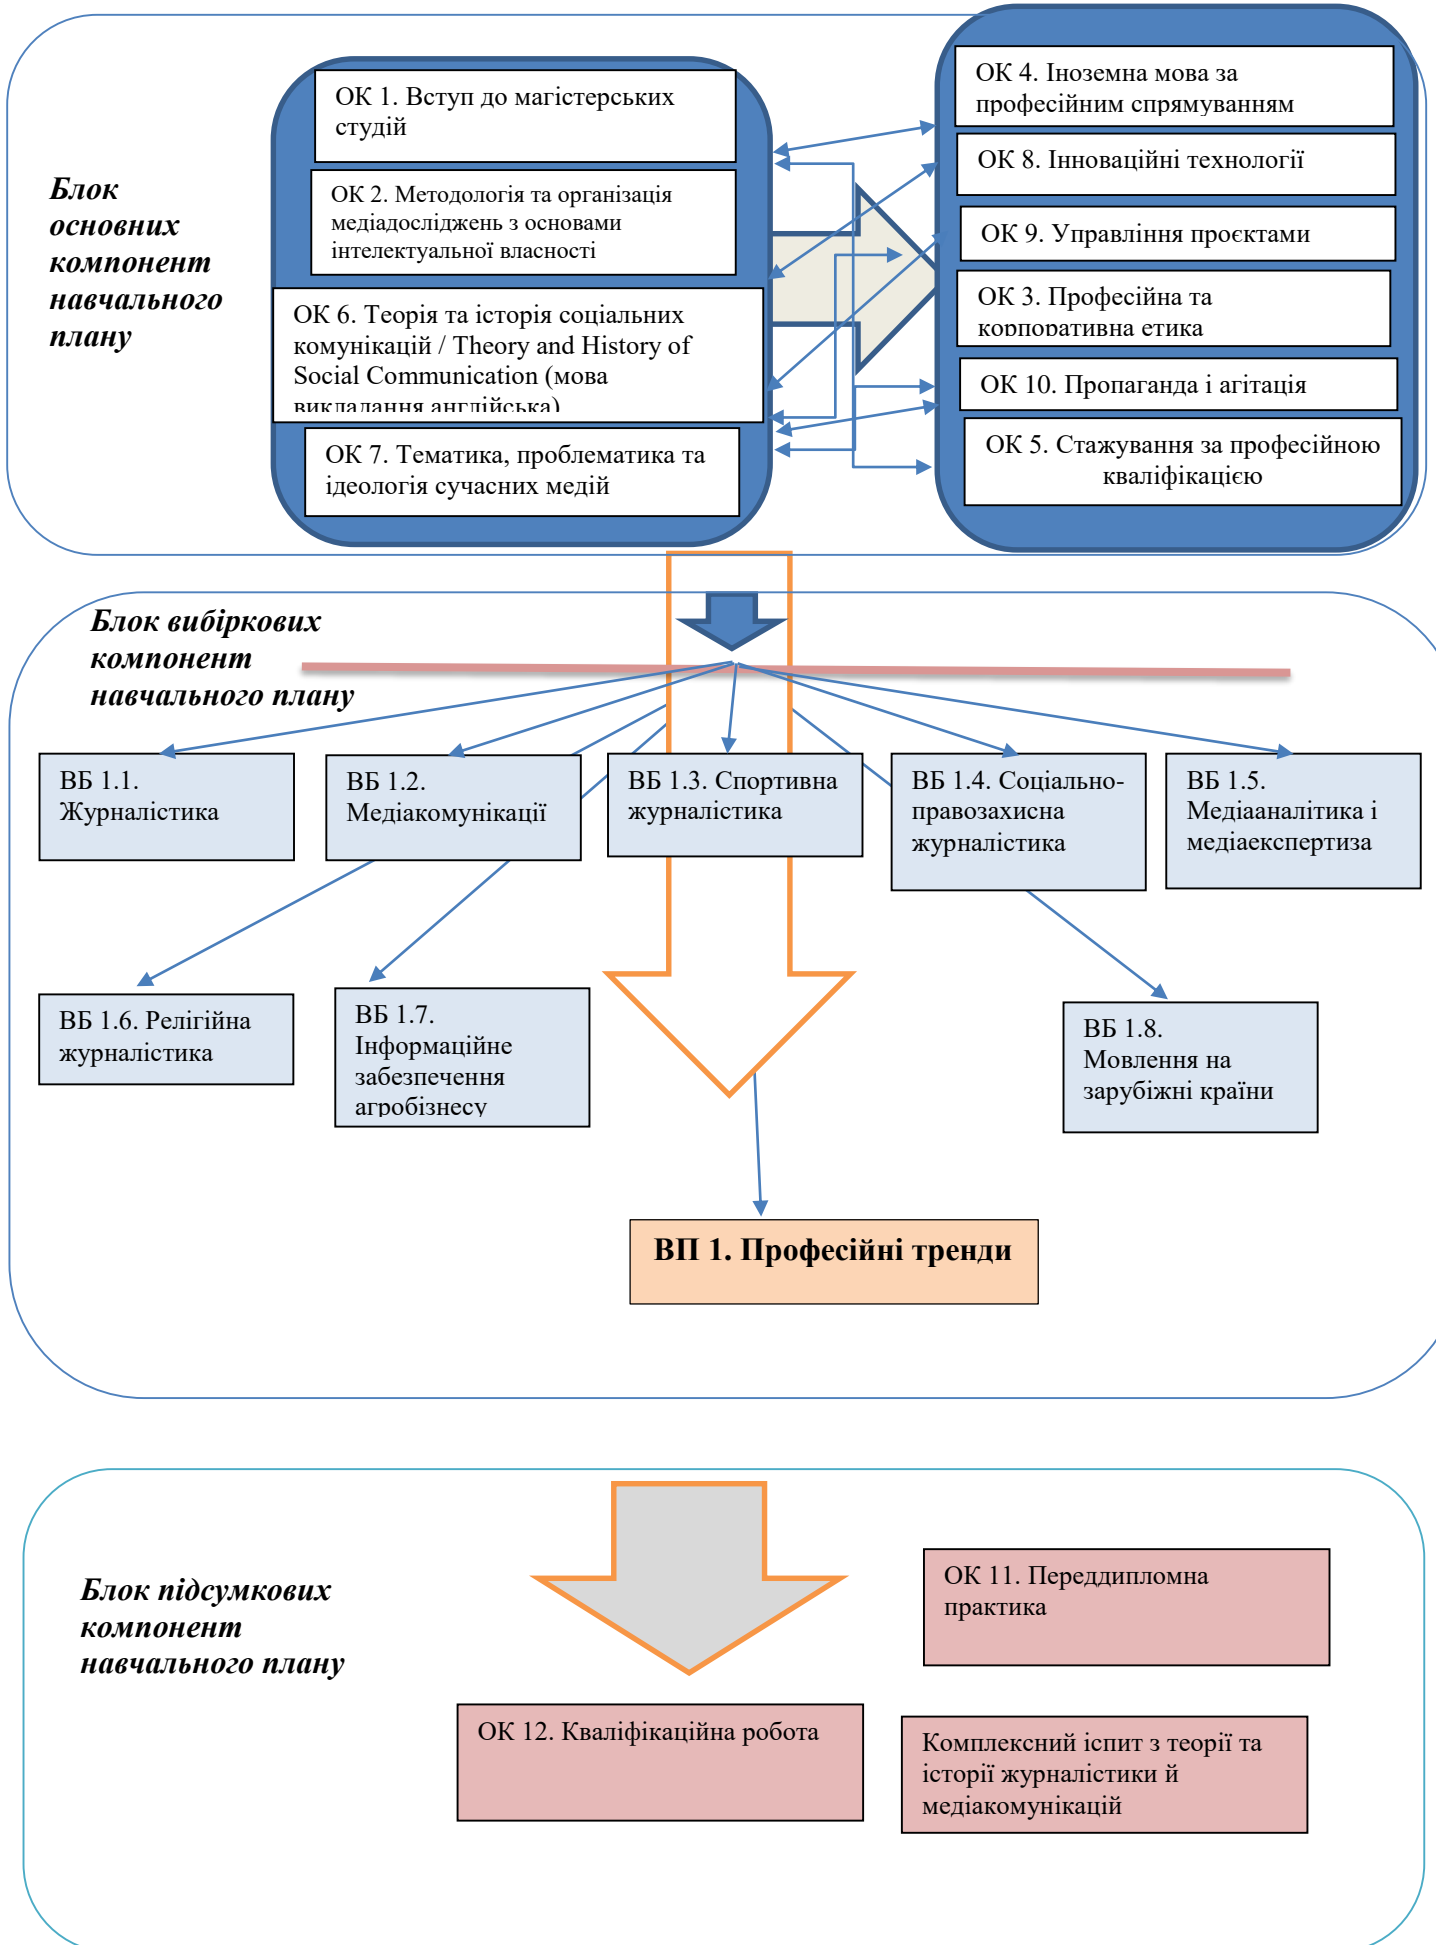 Блок
основних
компонент
навчального
плану
ОК 1. Вступ до магістерських
студій
ОК 2. Методологія та організація
медіадосліджень з основами
інтелектуальної власності
ОК 6. Теорія та історія соціальних
комунікацій / Theory and History of
Social Communication (мова
викладання англійська)
ОК 7. Тематика, проблематика та
ідеологія сучасних медій
ОК 4. Іноземна мова за
професійним спрямуванням
ОК 8. Інноваційні технології
ОК 9. Управління проєктами
ОК 3. Професійна та
корпоративна етика
ОК 10. Пропаганда і агітація
ОК 5. Стажування за професійною
кваліфікацією
Блок вибіркових
компонент
навчального плану
ВБ 1.1.
Журналістика
ВБ 1.2.
Медіакомунікації
ВБ 1.3. Спортивна
журналістика
ВБ 1.4. Соціально-
правозахисна
журналістика
ВБ 1.5.
Медіааналітика і
медіаекспертиза
ВБ 1.6. Релігійна
журналістика
ВБ 1.7.
Інформаційне
забезпечення
агробізнесу
ВБ 1.8.
Мовлення на
зарубіжні країни
ВП 1. Професійні тренди
Блок підсумкових
компонент
навчального плану
ОК 11. Переддипломна
практика
ОК 12. Кваліфікаційна робота
Комплексний іспит з теорії та
історії журналістики й
медіакомунікацій